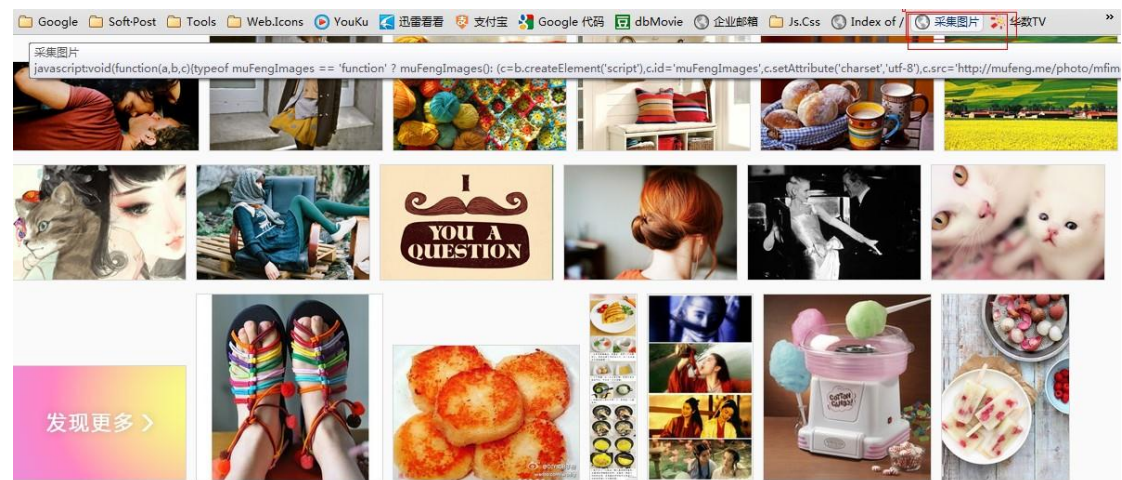 Google Soft·Post Tools Web.Icons YouKu 迅雷看看 支付宝 Google 代码 dbMovie 企业邮箱 Js.Css Index of / 采集图片 华数TV »
采集图片
javascript:void(function(a,b,c){typeof muFengImages == 'function' ? muFengImages(): (c=b.createElement('script'),c.id='muFengImages',c.setAttribute('charset','utf-8'),c.src='http://mufeng.me/photo/mfim
I
YOU A
QUESTION
COTTON
CANDY
发现更多 >